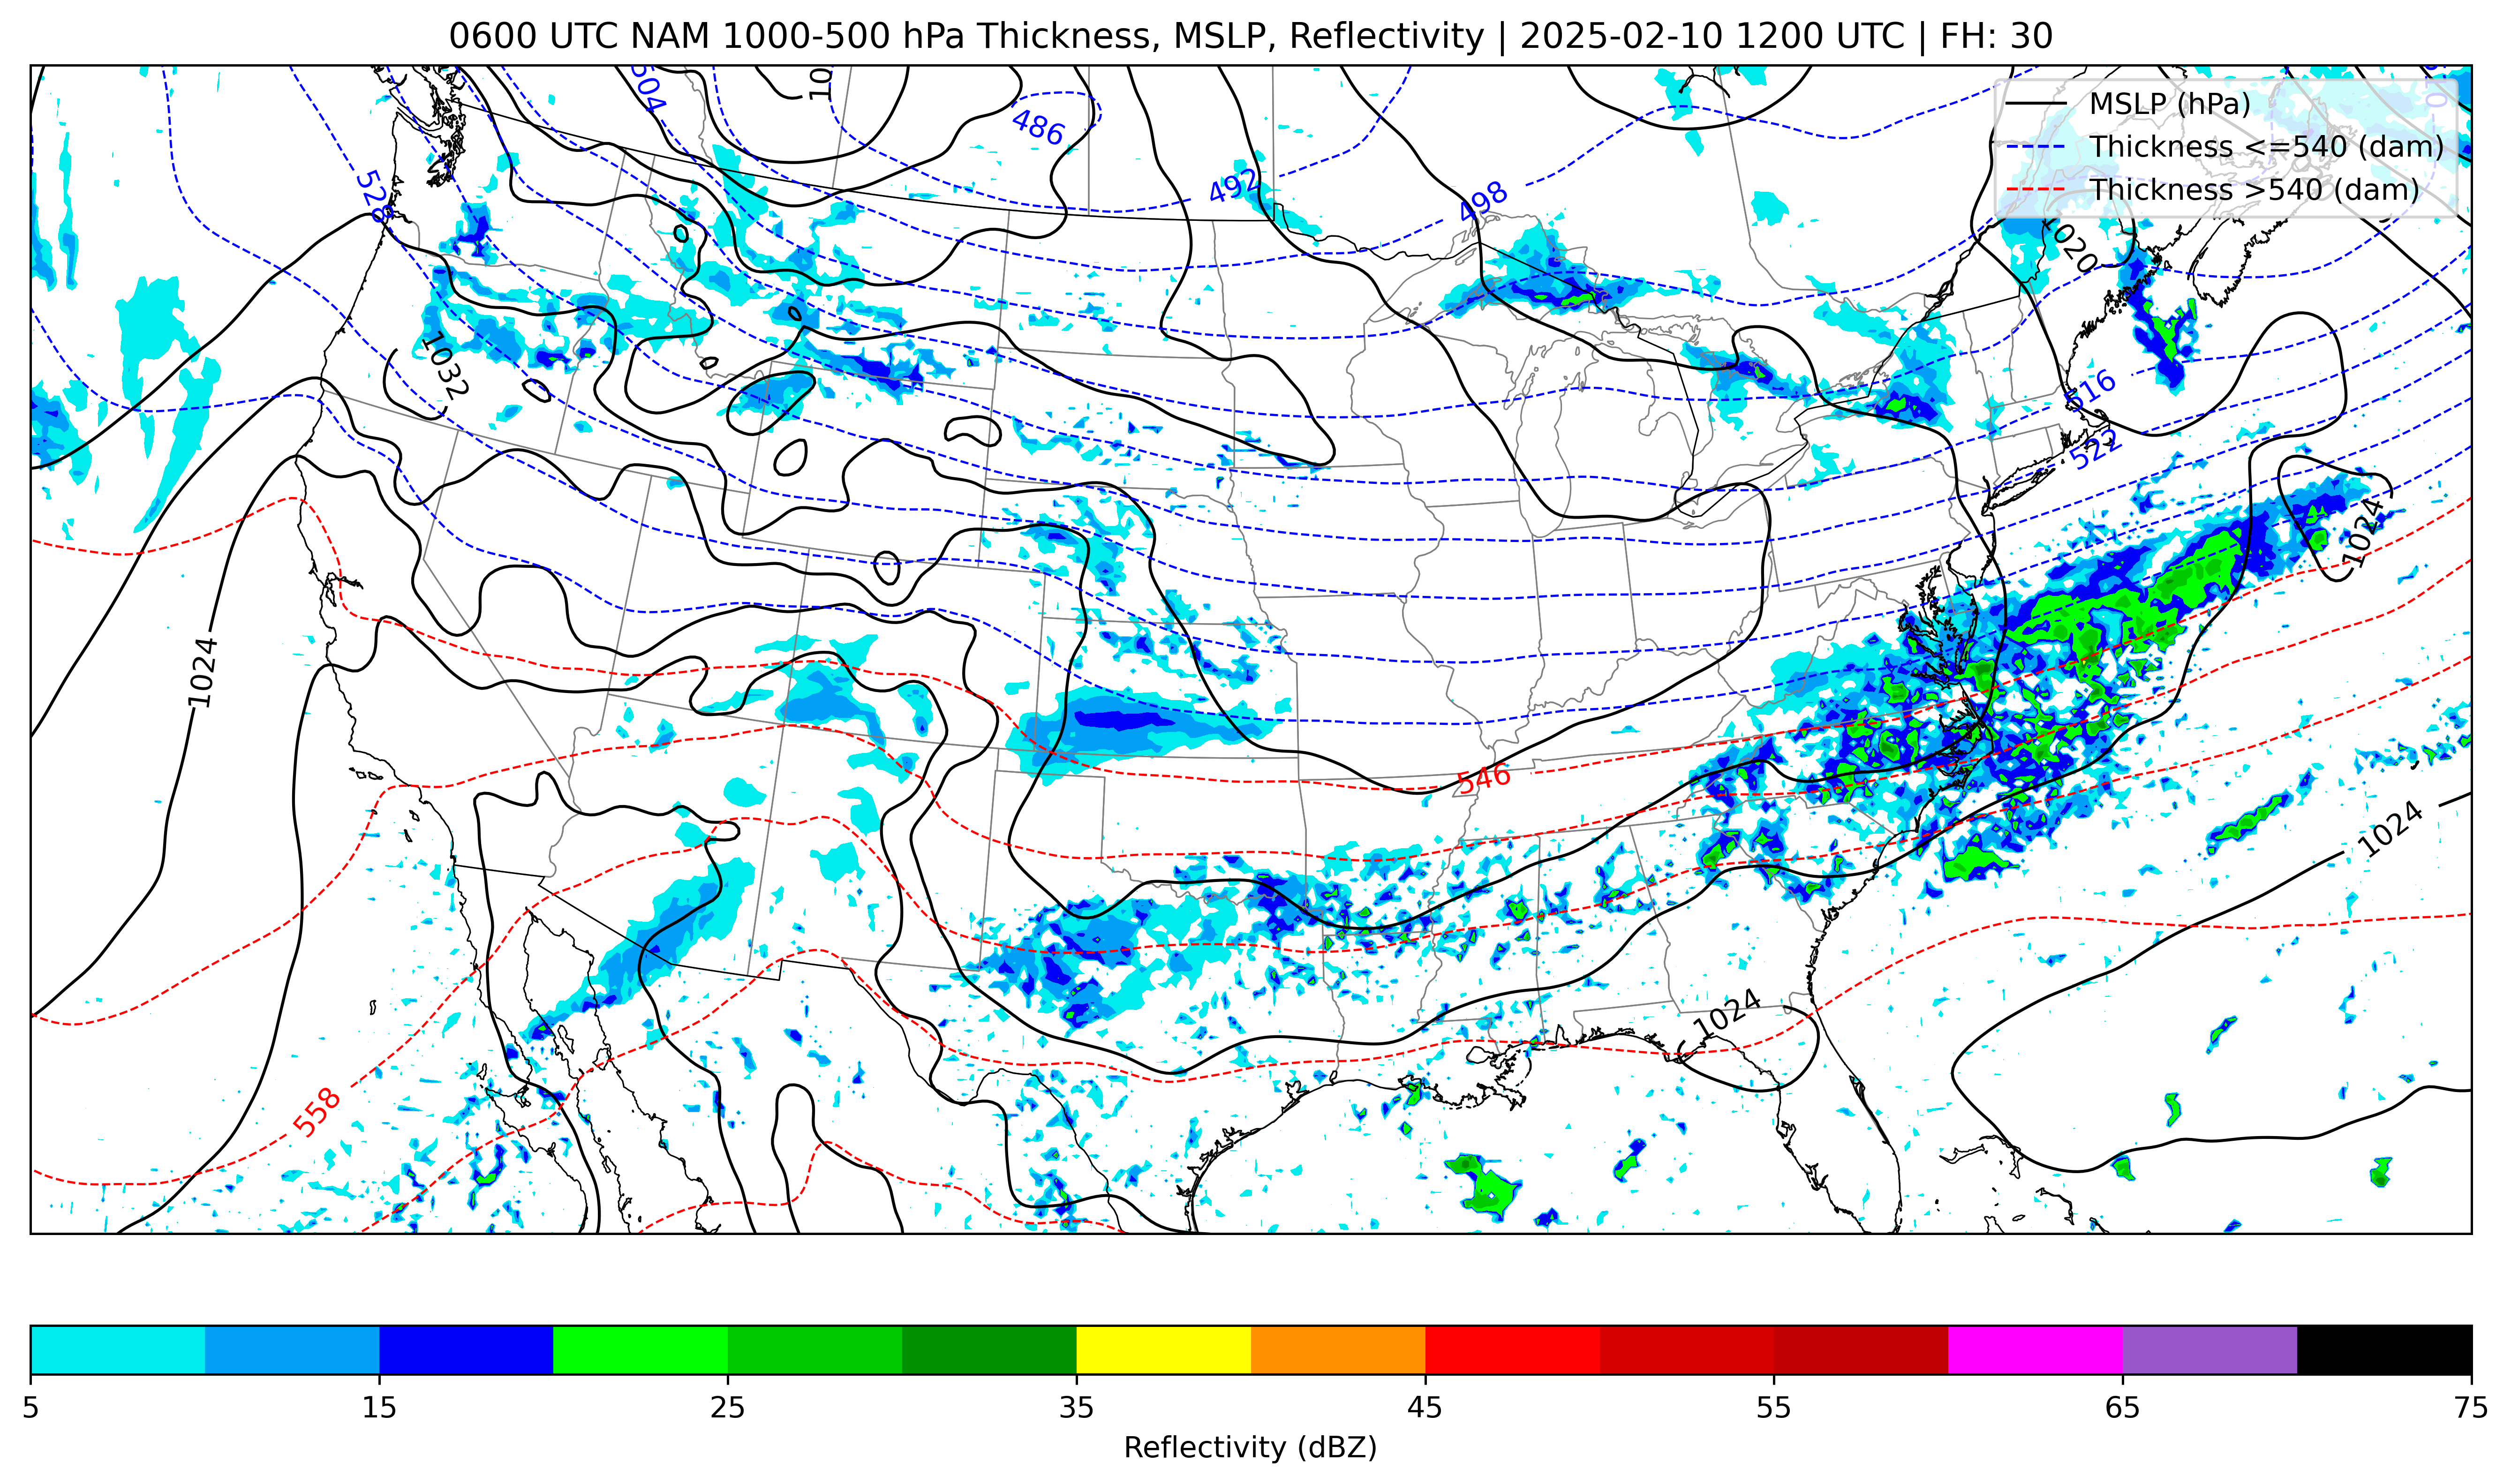 0600 UTC NAM 1000-500 hPa Thickness, MSLP, Reflectivity | 2025-02-10 1200 UTC | FH: 30
MSLP (hPa)
Thickness <=540 (dam)
Thickness >540 (dam)
504
486
492
498
528
1020
1032
516
522
1024
1024
546
1024
1024
558
5 15 25 35 45 55 65 75
Reflectivity (dBZ)